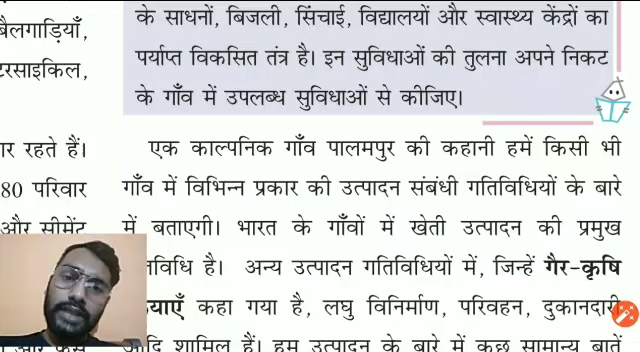 बैलगाड़ियाँ,
टरसाइकिल,
रहते हैं।
80 परिवार
और सीमेंट
के साधनों, बिजली, सिंचाई, विद्यालयों और स्वास्थ्य केंद्रों का
पर्याप्त विकसित तंत्र है। इन सुविधाओं की तुलना अपने निकट
के गाँव में उपलब्ध सुविधाओं से कीजिए।
एक काल्पनिक गाँव पालमपुर की कहानी हमें किसी भी
गाँव में विभिन्न प्रकार की उत्पादन संबंधी गतिविधियों के बारे
में बताएगी। भारत के गाँवों में खेती उत्पादन की प्रमुख
तिविधि है। अन्य उत्पादन गतिविधियों में, जिन्हें गैर-कृषि
याएँ कहा गया है, लघु विनिर्माण, परिवहन, दुकानदारी
आदि शामिल हैं। हम उत्पादन के बारे में कुछ सामान्य बातें